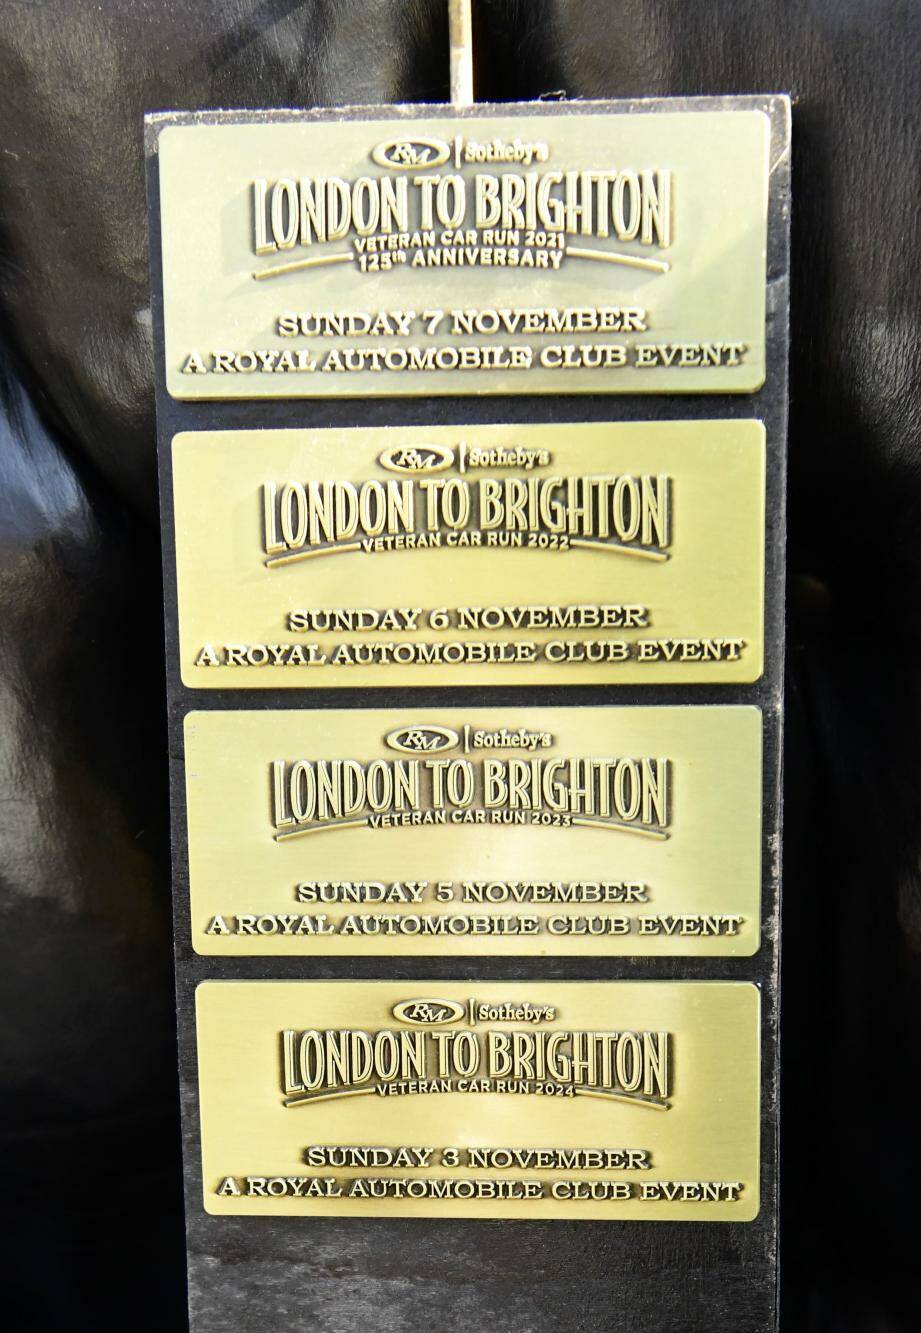 RM | Sotheby's
LONDON TO BRIGHTON
VETERAN CAR RUN 2021
125th ANNIVERSARY
SUNDAY 7 NOVEMBER
A ROYAL AUTOMOBILE CLUB EVENT
RM | Sotheby's
LONDON TO BRIGHTON
VETERAN CAR RUN 2022
SUNDAY 6 NOVEMBER
A ROYAL AUTOMOBILE CLUB EVENT
RM | Sotheby's
LONDON TO BRIGHTON
VETERAN CAR RUN 2023
SUNDAY 5 NOVEMBER
A ROYAL AUTOMOBILE CLUB EVENT
RM | Sotheby's
LONDON TO BRIGHTON
VETERAN CAR RUN 2024
SUNDAY 3 NOVEMBER
A ROYAL AUTOMOBILE CLUB EVENT